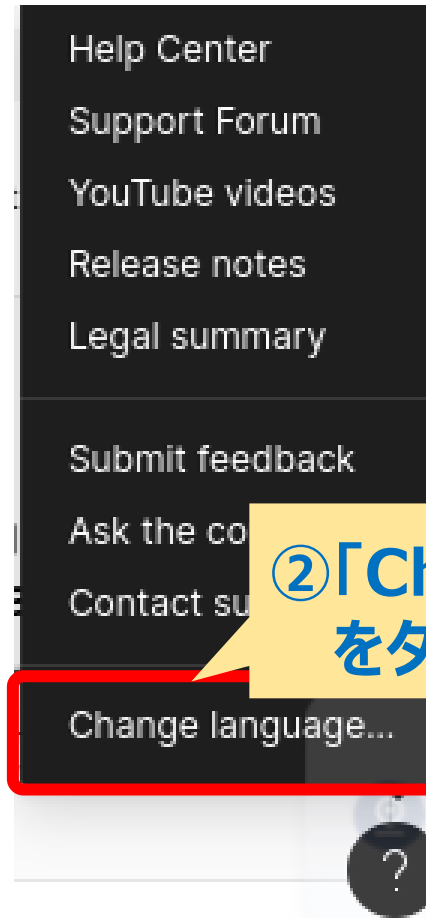 Help Center
Support Forum
YouTube videos
Release notes
Legal summary
Submit feedback
Ask the co
Contact su
②「Ch
をタ
Change language...
?